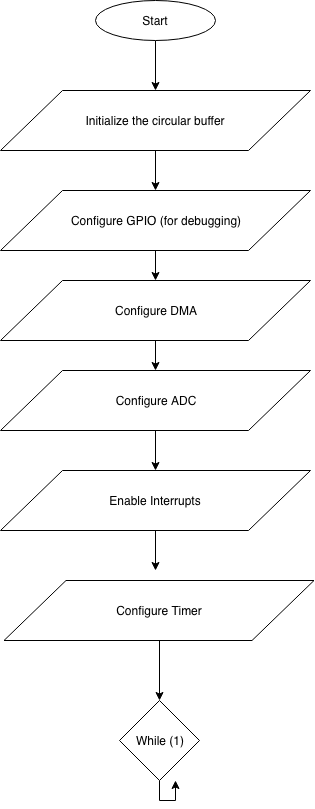 Start
Initialize the circular buffer
Configure GPIO (for debugging)
Configure DMA
Configure ADC
Enable Interrupts
Configure Timer
While (1)